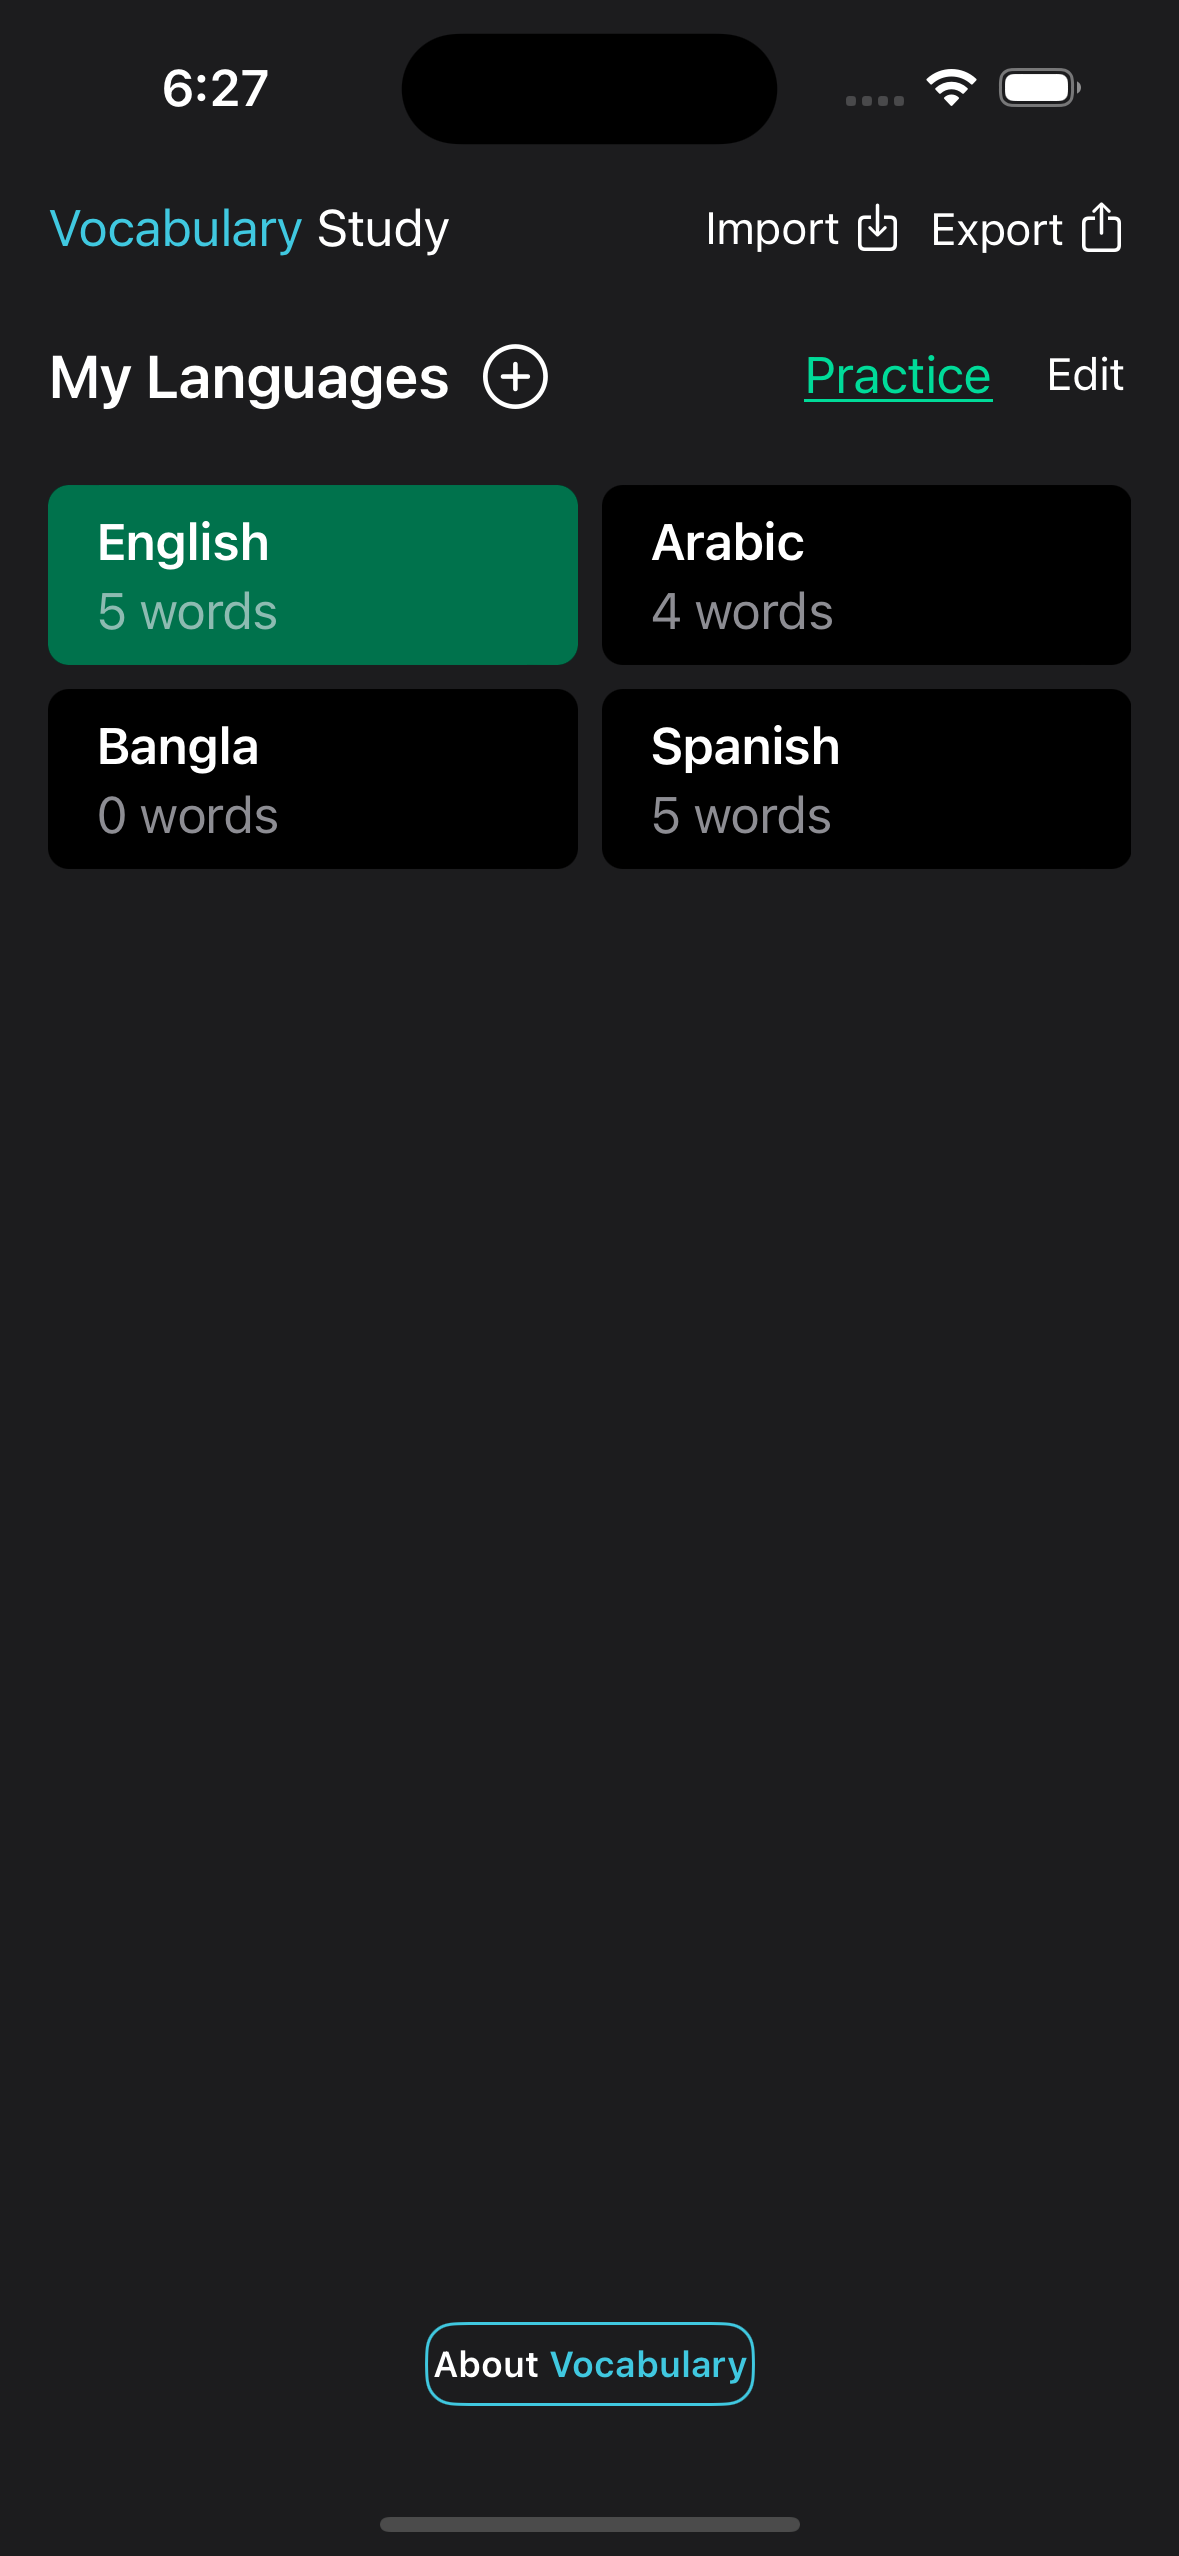 6:27
Vocabulary Study
Import
Export
My Languages
Practice
Edit
English
5 words
Arabic
4 words
Bangla
0 words
Spanish
5 words
About Vocabulary